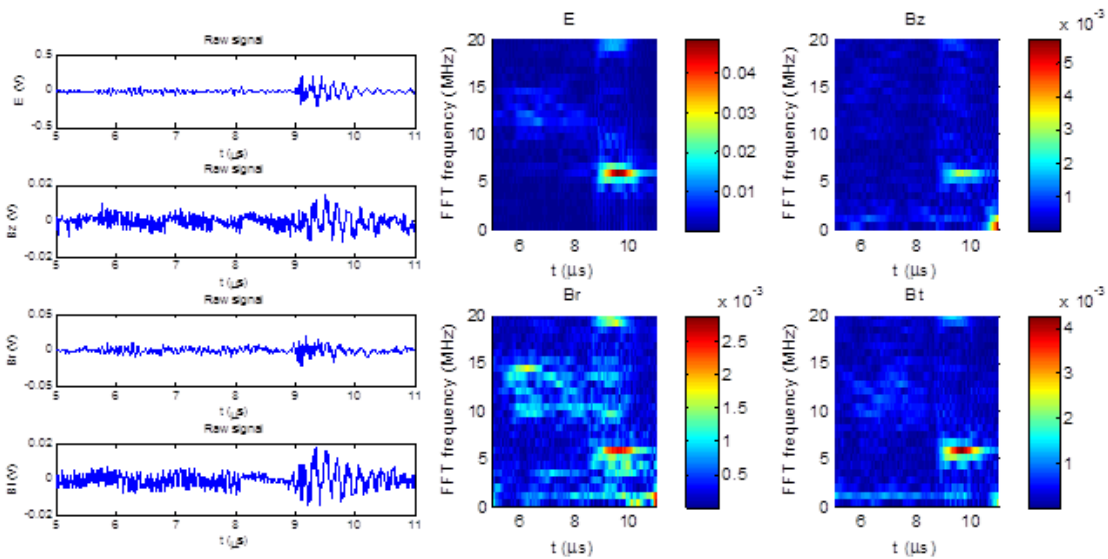 Raw signal
E (V)
0.5
0
-0.5
5 6 7 8 9 10 11
t (µs)
Raw signal
Bz (V)
0.02
0
-0.02
5 6 7 8 9 10 11
t (µs)
Raw signal
Br (V)
0.05
0
-0.05
5 6 7 8 9 10 11
t (µs)
Raw signal
Bt (V)
0.02
0
-0.02
5 6 7 8 9 10 11
t (µs)
E
FFT frequency (MHz)
20
15
10
5
0
6 8 10
t (µs)
0.04
0.03
0.02
0.01
Bz
x 10-3
FFT frequency (MHz)
20
15
10
5
0
6 8 10
t (µs)
5
4
3
2
1
Br
x 10-3
FFT frequency (MHz)
20
15
10
5
0
6 8 10
t (µs)
2.5
2
1.5
1
0.5
Bt
x 10-3
FFT frequency (MHz)
20
15
10
5
0
6 8 10
t (µs)
4
3
2
1